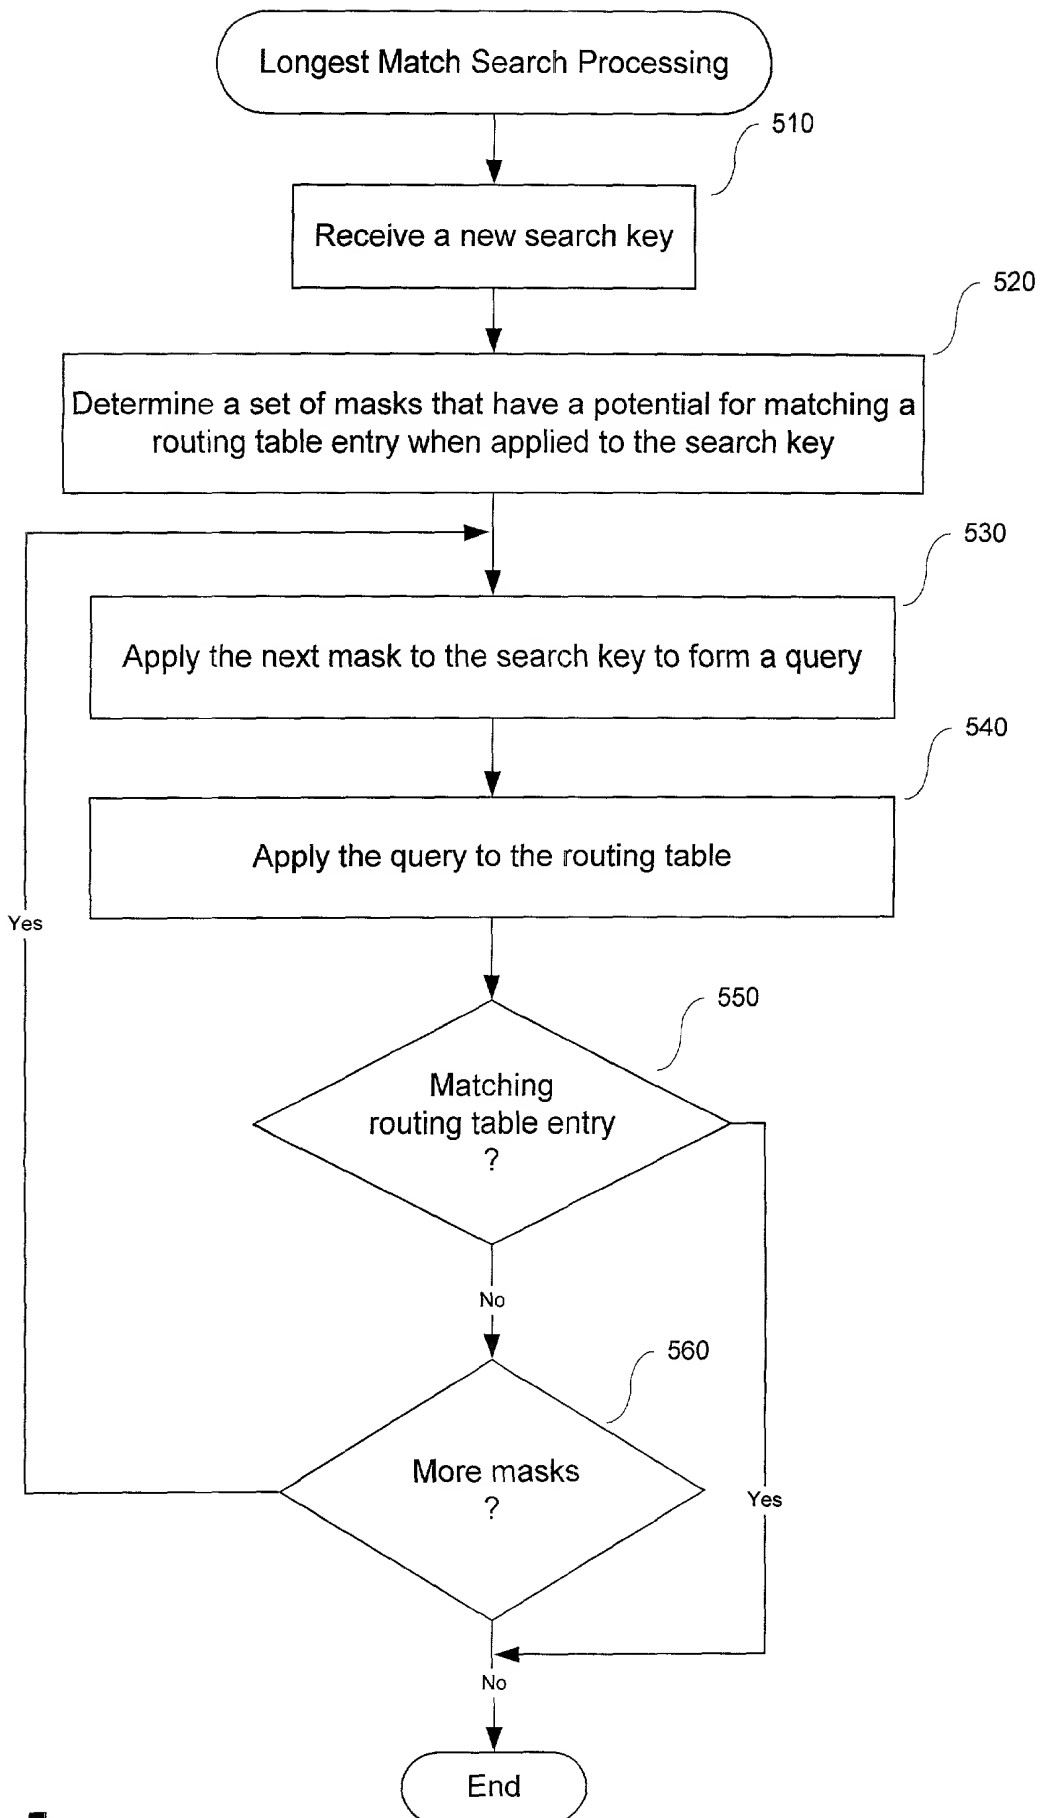 Longest Match Search Processing
510
Receive a new search key
520
Determine a set of masks that have a potential for matching a
routing table entry when applied to the search key
530
Apply the next mask to the search key to form a query
540
Apply the query to the routing table
Yes
550
Matching
routing table entry
?
No
560
More masks
?
Yes
No
End